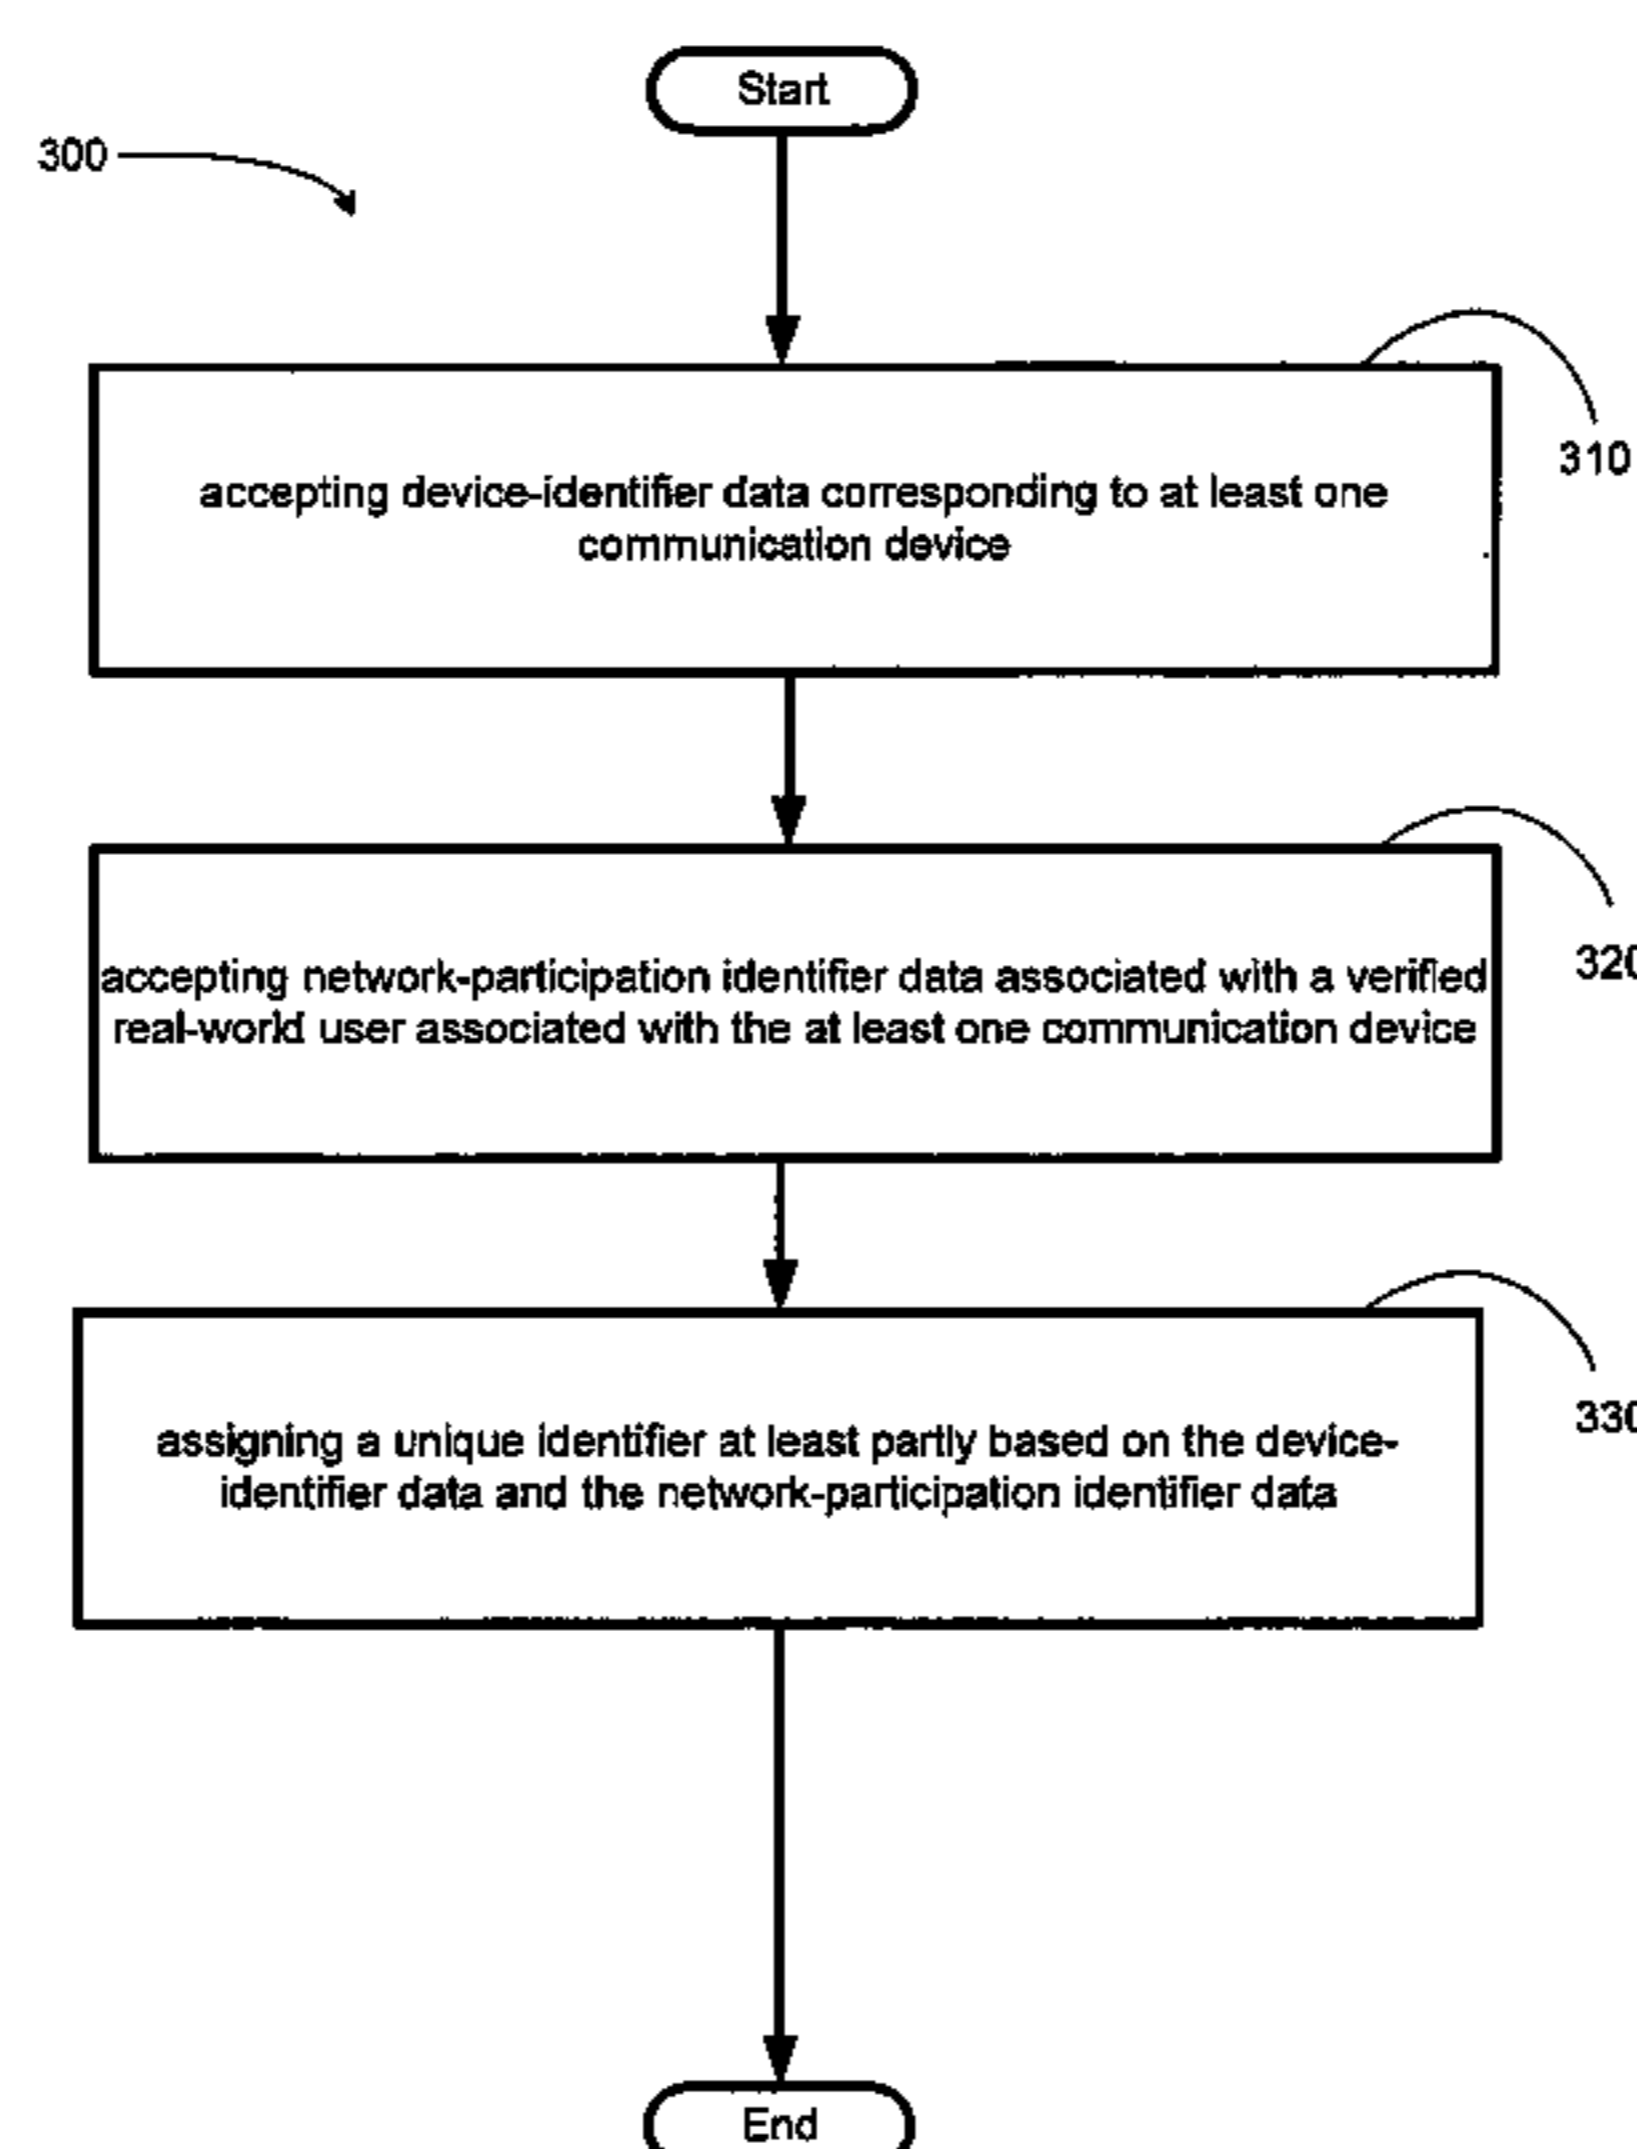 Start
300
310
accepting device-identifier data corresponding to at least one
communication device
320
accepting network-participation identifier data associated with a verified
real-world user associated with the at least one communication device
330
assigning a unique identifier at least partly based on the device-
identifier data and the network-participation identifier data
End